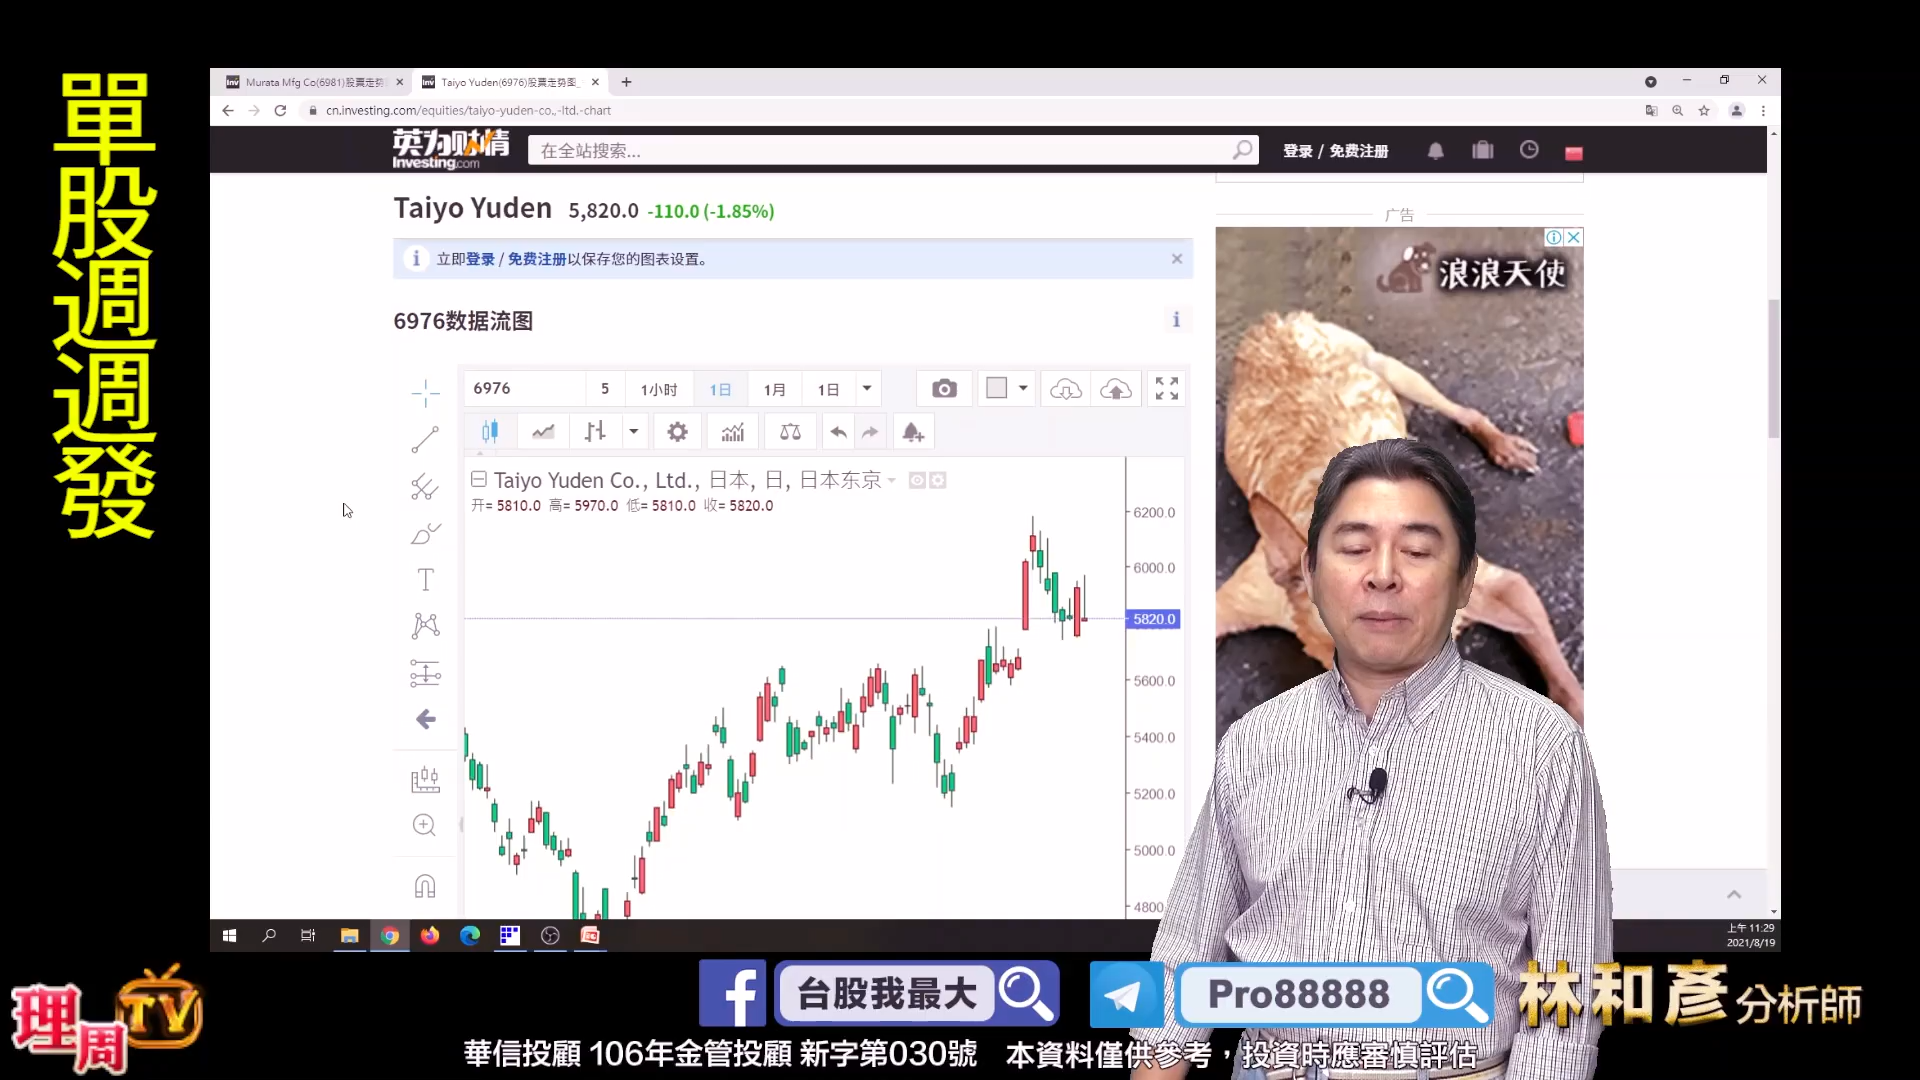 單股週週發
Murata Mfg Co(6981)股票走势
Taiyo Yuden(6976)股票走势图_
cn.investing.com/equities/taiyo-yuden-co.,-ltd.-chart
英为财情
Investing.com
在全站搜索...
登录 / 免费注册
Taiyo Yuden 5,820.0 -110.0 (-1.85%)
广告
立即登录 / 免费注册以保存您的图表设置。
浪浪天使
6976数据流图
6976 5 1小时 1日 1月 1日
Taiyo Yuden Co., Ltd., 日本, 日, 日本东京
开= 5810.0 高= 5970.0 低= 5810.0 收= 5820.0
6200.0
6000.0
5820.0
5600.0
5400.0
5200.0
5000.0
4800
上午 11:29
2021/8/19
理周TV
台股我最大
Pro88888
林和彥分析師
華信投顧 106年金管投顧 新字第030號 本資料僅供參考，投資時應審慎評估